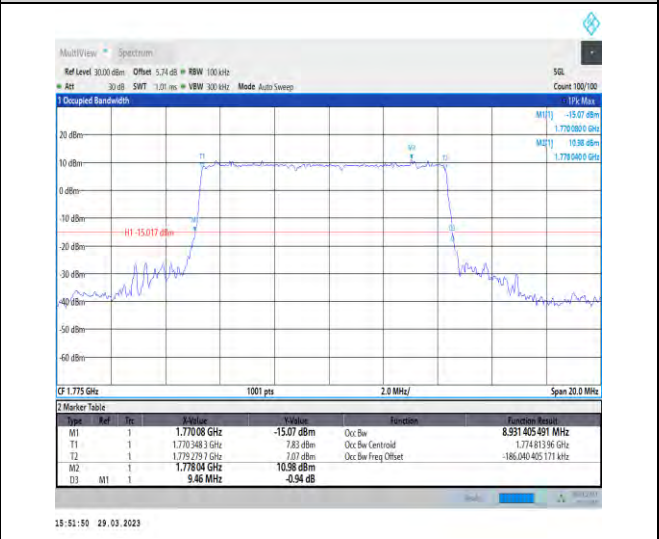 MultiView Spectrum
Ref Level 30.00 dBm Offset 5.74 dB RBW 100 kHz SGL
Att 30 dB SWT 1.01 ms VBW 300 kHz Mode Auto Sweep Count 100/100
1 Occupied Bandwidth 1Pk Max
M1[1] -15.07 dBm
1.770 080 0 GHz
M2[1] 10.98 dBm
1.778 040 0 GHz
20 dBm
10 dBm
T1 M2 T2
0 dBm
-10 dBm
M1
H1 -15.017 dBm
D3
-20 dBm
-30 dBm
-40 dBm
-50 dBm
-60 dBm
CF 1.775 GHz 1001 pts 2.0 MHz/ Span 20.0 MHz
2 Marker Table
Type Ref Trc X-Value Y-Value Function Function Result
M1 1 1.770 08 GHz -15.07 dBm Occ Bw 8.931 405 491 MHz
T1 1 1.770 348 3 GHz 7.83 dBm Occ Bw Centroid 1.774 813 96 GHz
T2 1 1.779 279 7 GHz 7.07 dBm Occ Bw Freq Offset -186.040 405 171 kHz
M2 1 1.778 04 GHz 10.98 dBm
D3 M1 1 9.46 MHz -0.94 dB
15:51:50 29.03.2023